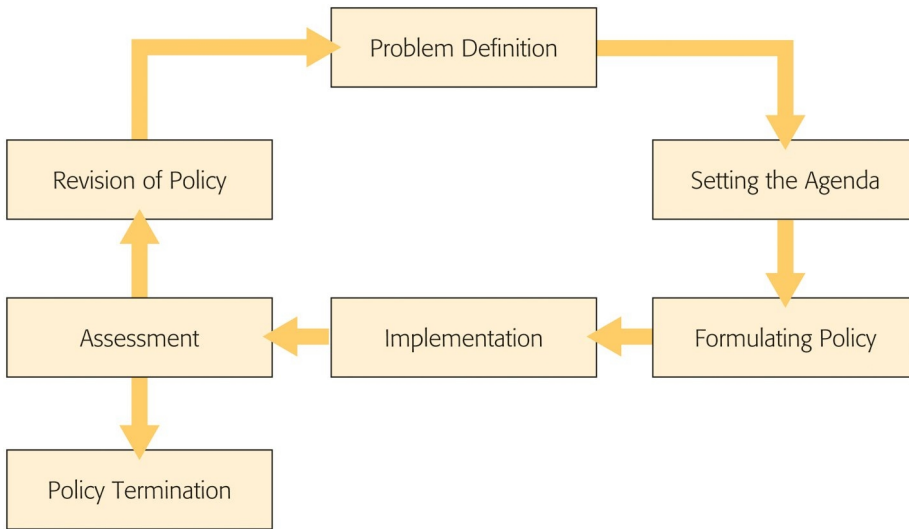 Problem Definition
Revision of Policy
Setting the Agenda
Assessment
Implementation
Formulating Policy
Policy Termination